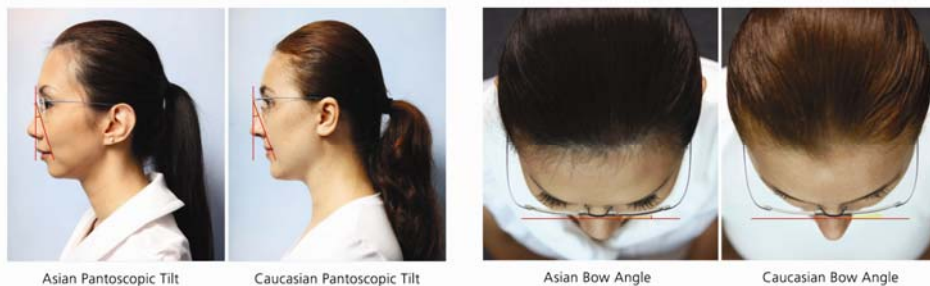 Asian Pantoscopic Tilt
Caucasian Pantoscopic Tilt
Asian Bow Angle
Caucasian Bow Angle